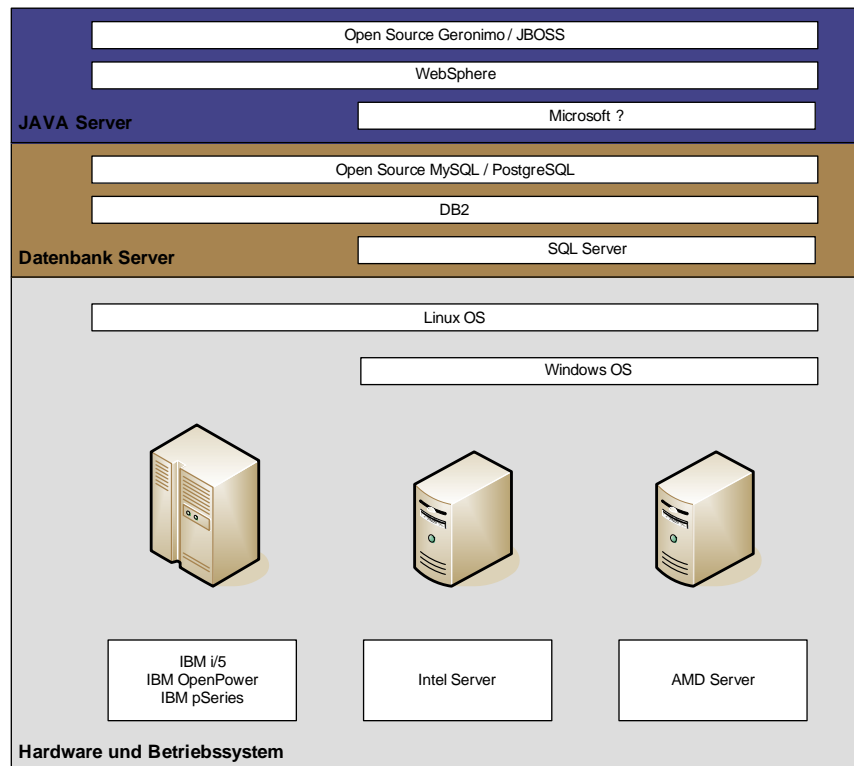 Open Source Geronimo / JBOSS
WebSphere
Microsoft ?
JAVA Server
Open Source MySQL / PostgreSQL
DB2
SQL Server
Datenbank Server
Linux OS
Windows OS
IBM i/5
IBM OpenPower
IBM pSeries
Intel Server
AMD Server
Hardware und Betriebssystem